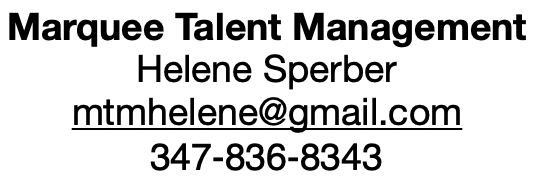 Marquee Talent Management
Helene Sperber
mtmhelene@gmail.com
347-836-8343